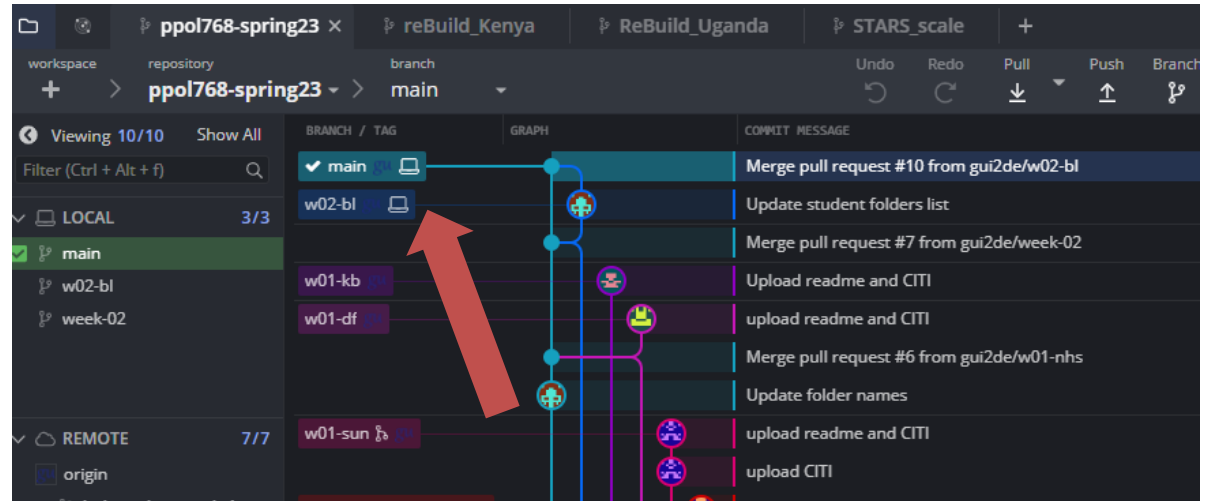 ppol768-spring23 × reBuild_Kenya ReBuild_Uganda STARS_scale +
workspace repository branch Undo Redo Pull Push Branch
+ ppol768-spring23 main
Viewing 10/10 Show All BRANCH / TAG GRAPH COMMIT MESSAGE
Filter (Ctrl + Alt + f) main Merge pull request #10 from gui2de/w02-bl
LOCAL 3/3 w02-bl Update student folders list
main Merge pull request #7 from gui2de/week-02
w02-bl w01-kb Upload readme and CITI
week-02 w01-df upload readme and CITI
Merge pull request #6 from gui2de/w01-nhs
Update folder names
REMOTE 7/7 w01-sun upload readme and CITI
origin upload CITI